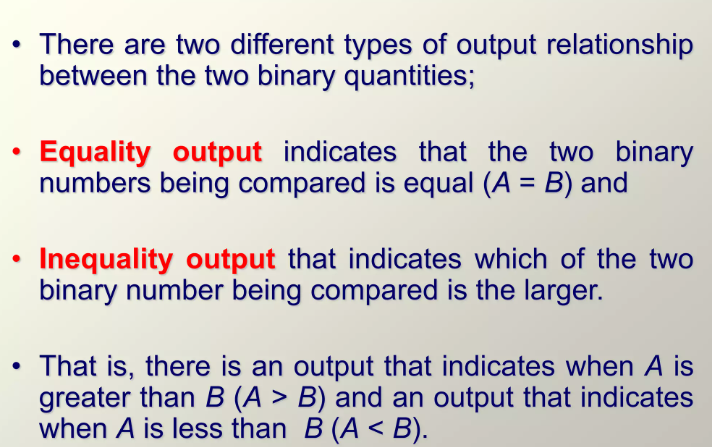 • There are two different types of output relationship
between the two binary quantities;
• Equality output indicates that the two binary
numbers being compared is equal (A = B) and
• Inequality output that indicates which of the two
binary number being compared is the larger.
• That is, there is an output that indicates when A is
greater than B (A > B) and an output that indicates
when A is less than B (A < B).